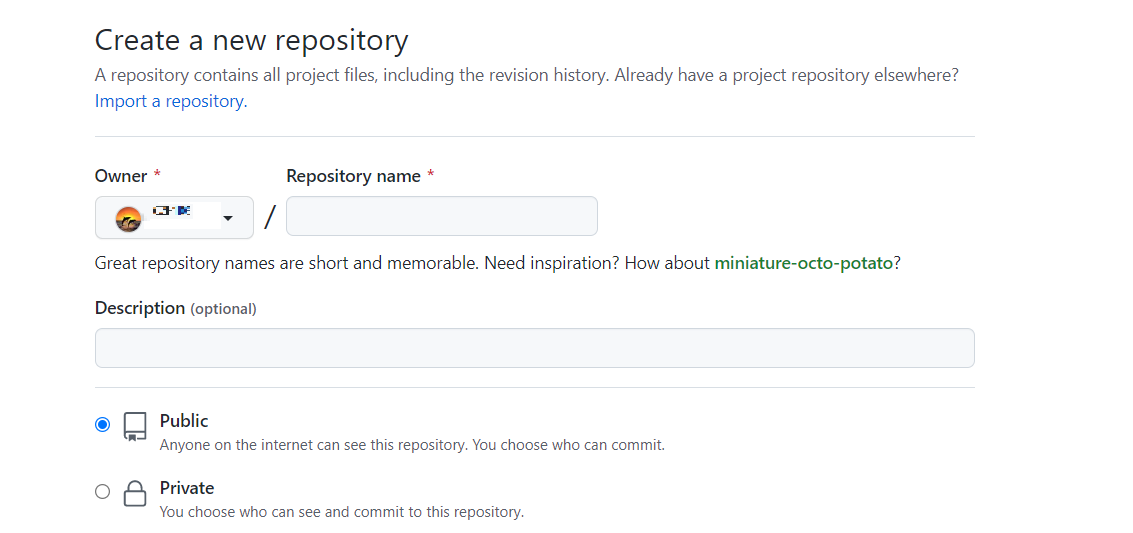 Create a new repository
A repository contains all project files, including the revision history. Already have a project repository elsewhere?
Import a repository.
Owner *
Repository name *
/
Great repository names are short and memorable. Need inspiration? How about miniature-octo-potato?
Description (optional)
Public
Anyone on the internet can see this repository. You choose who can commit.
Private
You choose who can see and commit to this repository.